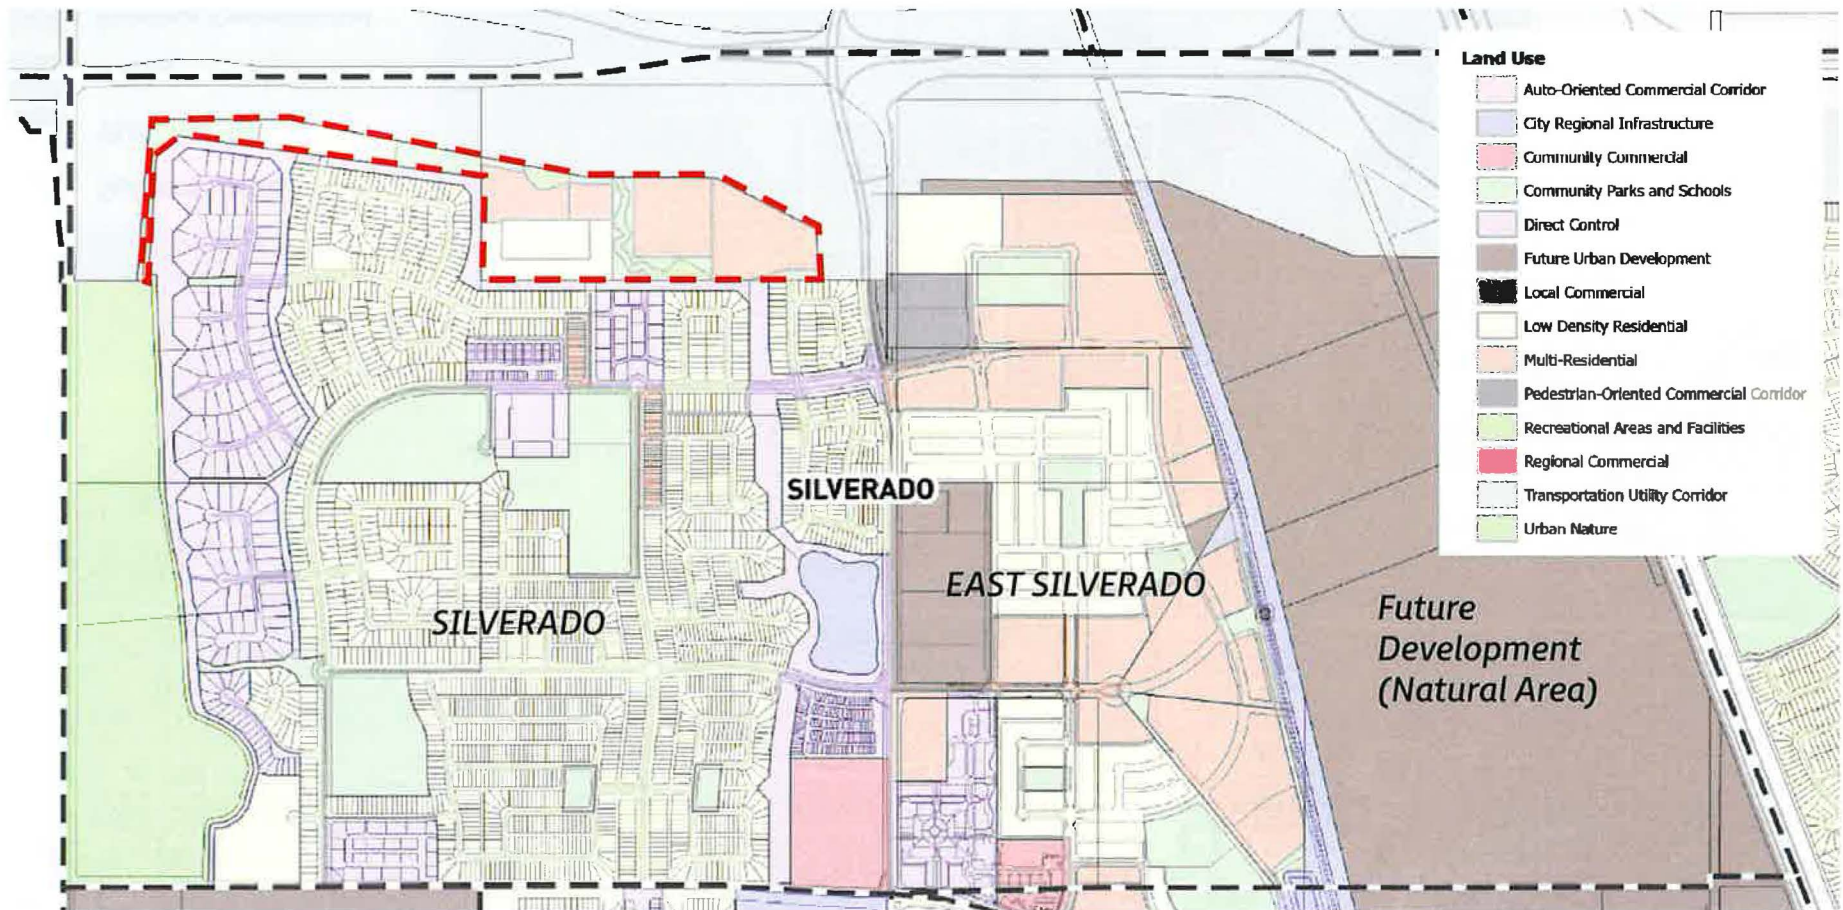 Land Use
Auto-Oriented Commercial Corridor
City Regional Infrastructure
Community Commercial
Community Parks and Schools
Direct Control
Future Urban Development
Local Commercial
Low Density Residential
Multi-Residential
Pedestrian-Oriented Commercial Corridor
Recreational Areas and Facilities
Regional Commercial
Transportation Utility Corridor
Urban Nature
SILVERADO
EAST SILVERADO
SILVERADO
Future
Development
(Natural Area)